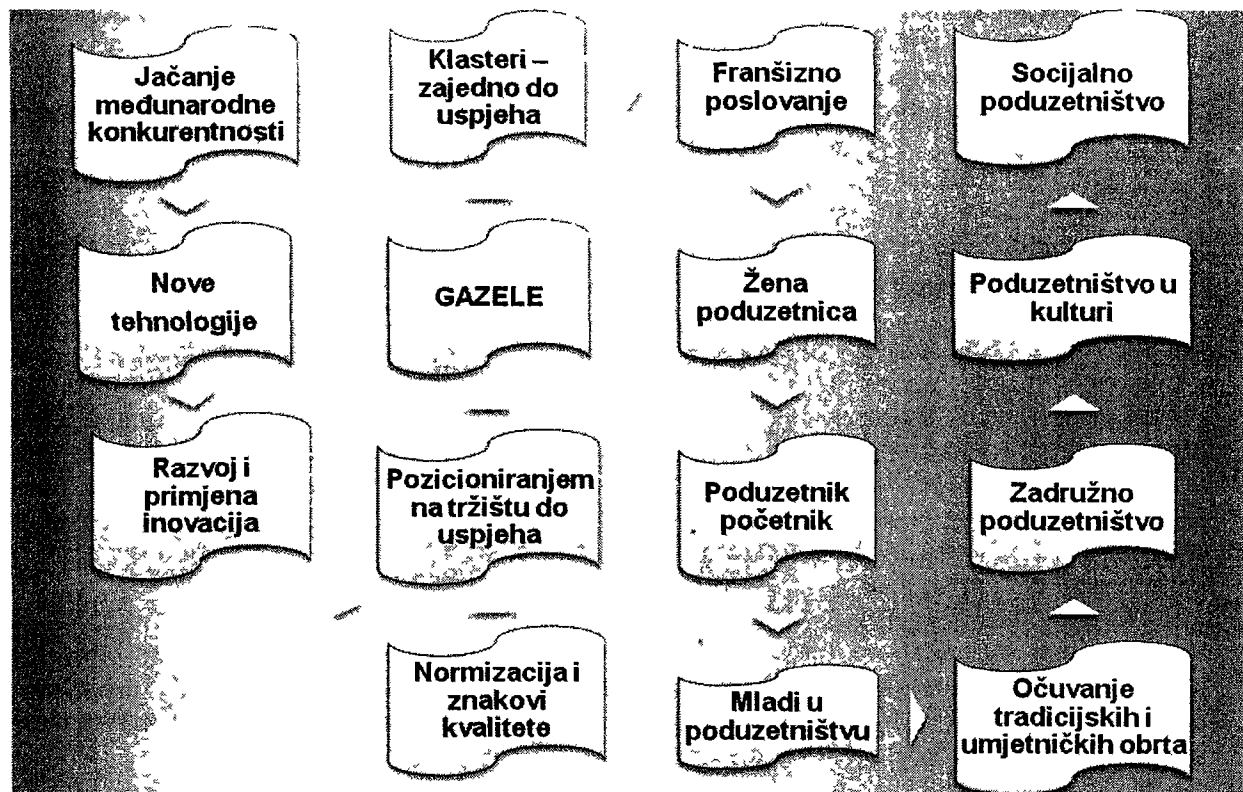 Jačanje
međunarodne
konkurentnosti
Nove
tehnologije
Razvoj i
primjena
inovacija
Klasteri –
zajedno do
uspjeha
GAZELE
Pozicioniranjem
na tržištu do
uspjeha
Normizacija i
znakovi
kvalitete
Franšizno
poslovanje
Žena
poduzetnica
Poduzetnik
početnik
Mladi u
poduzetništvu
Socijalno
poduzetništvo
Poduzetništvo u
kulturi
Zadružno
poduzetništvo
Očuvanje
tradicijskih i
umjetničkih obrta